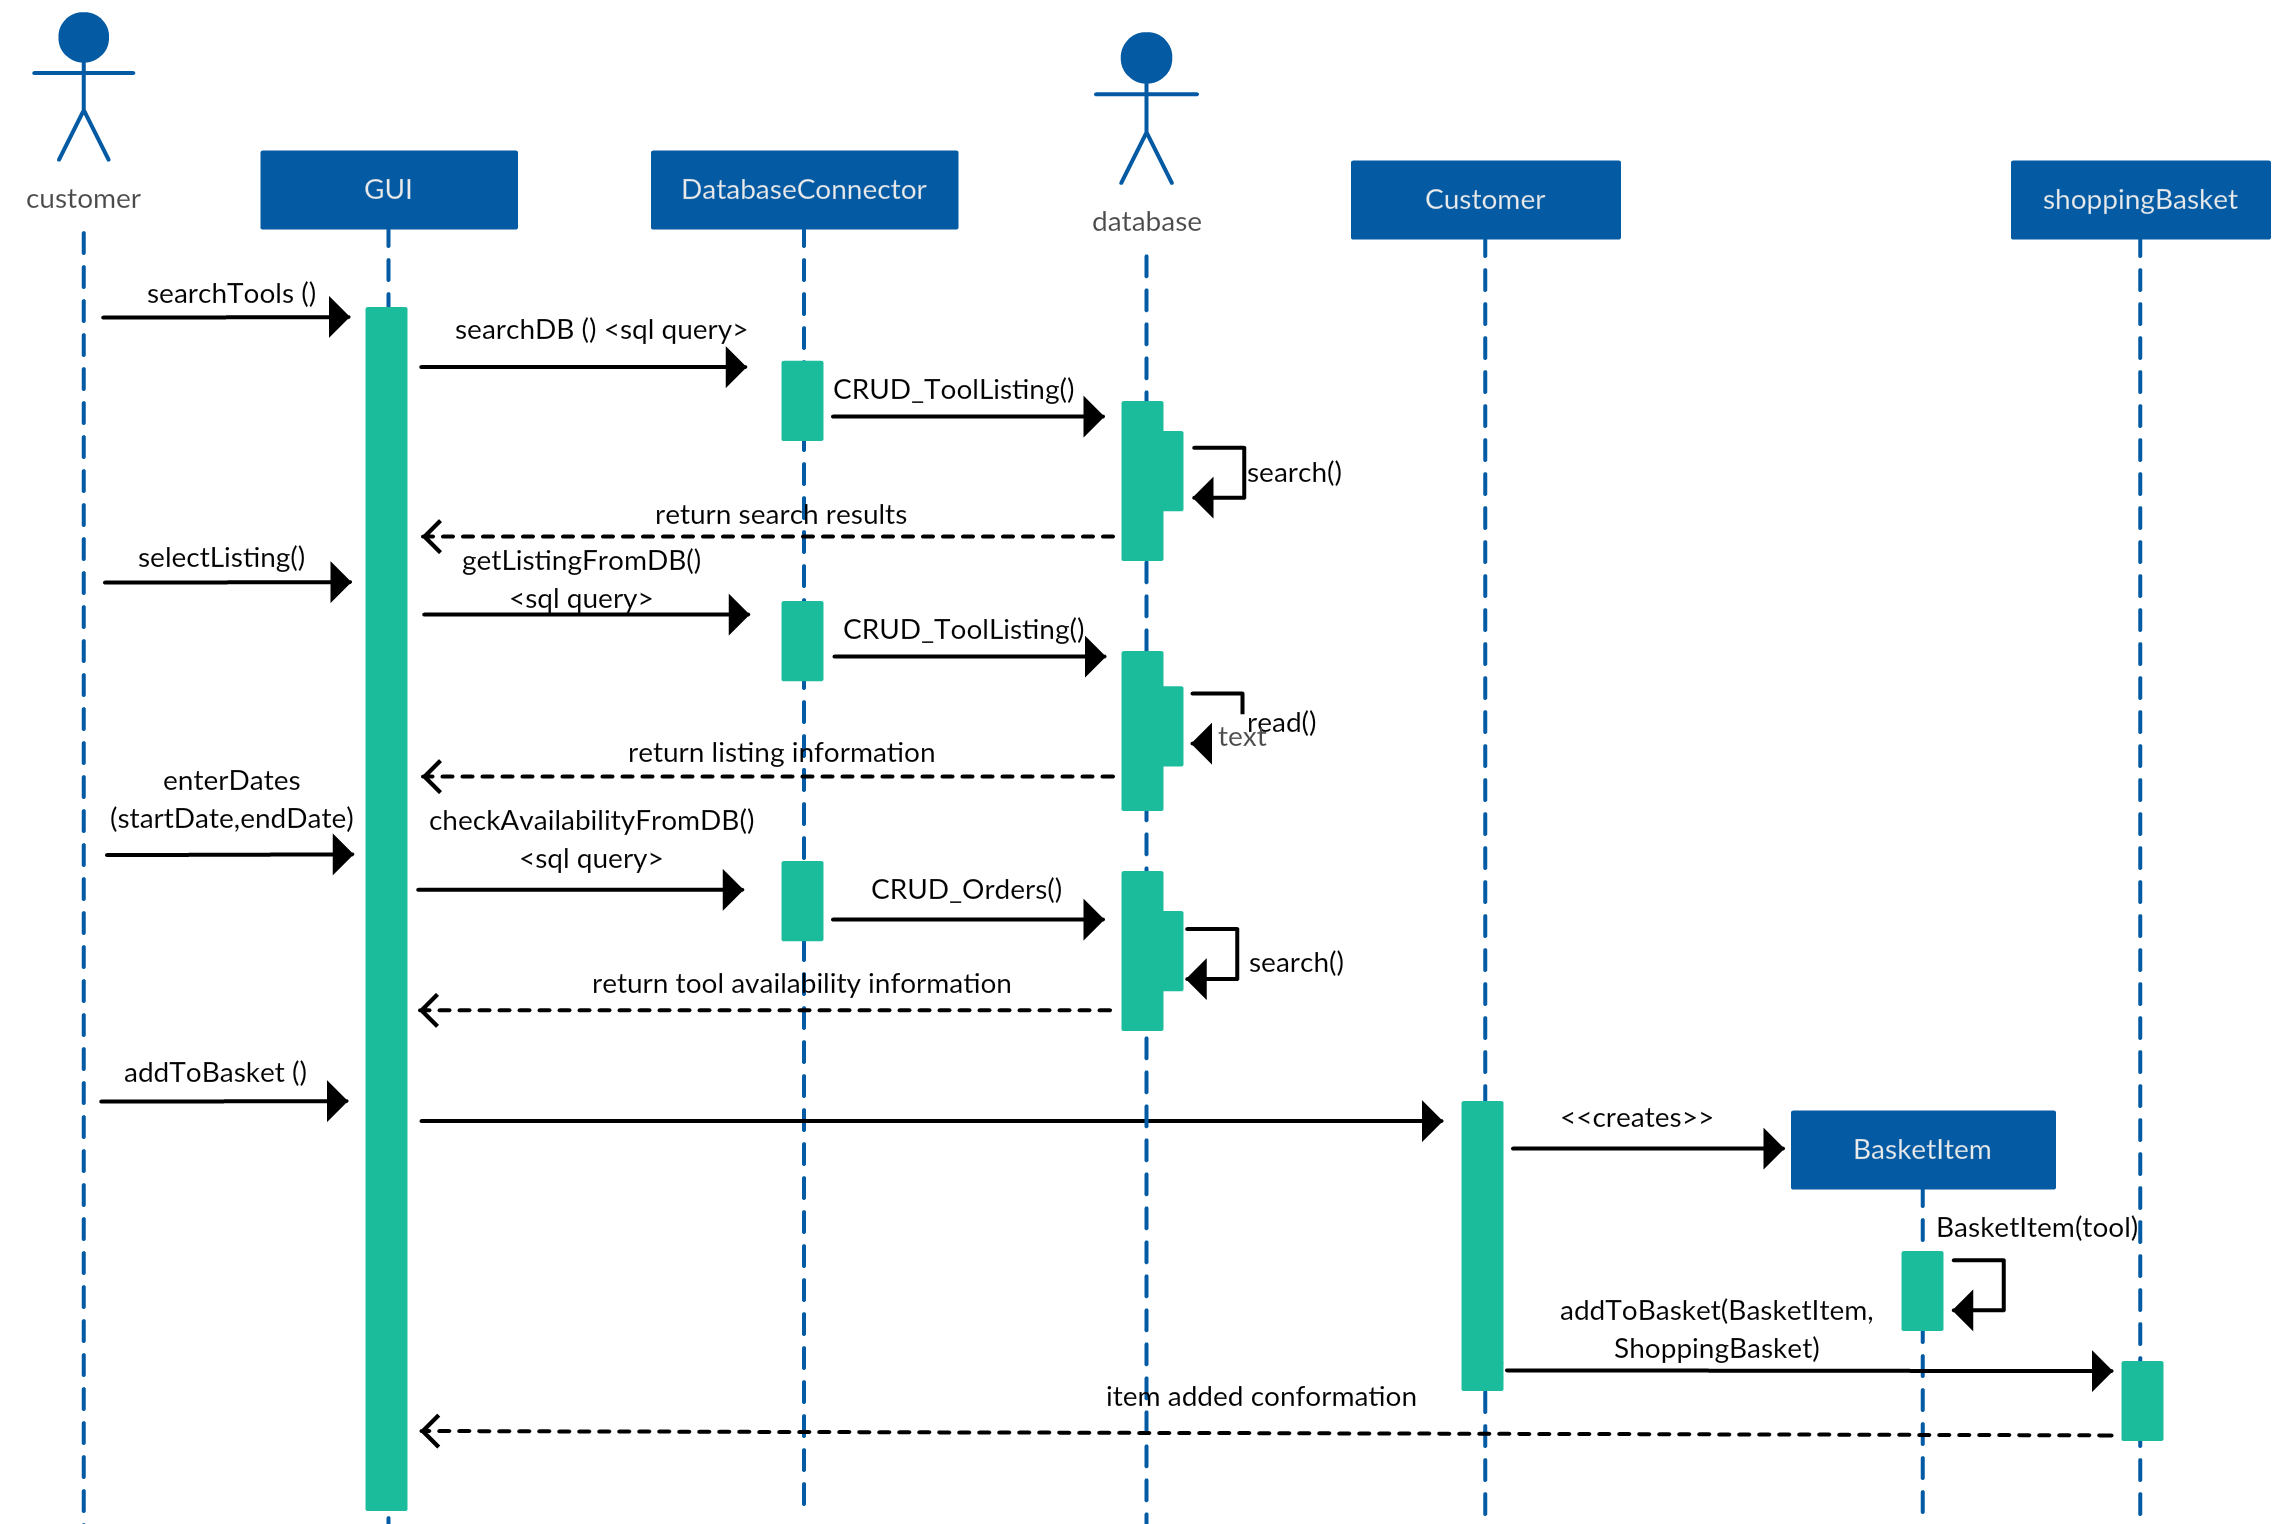 customer
GUI
DatabaseConnector
database
Customer
shoppingBasket
searchTools ()
searchDB () <sql query>
CRUD_ToolListing()
search()
return search results
selectListing()
getListingFromDB()
<sql query>
CRUD_ToolListing()
read()
text
return listing information
enterDates
(startDate,endDate)
checkAvailabilityFromDB()
<sql query>
CRUD_Orders()
search()
return tool availability information
addToBasket ()
<<creates>>
BasketItem
BasketItem(tool)
addToBasket(BasketItem,
ShoppingBasket)
item added conformation